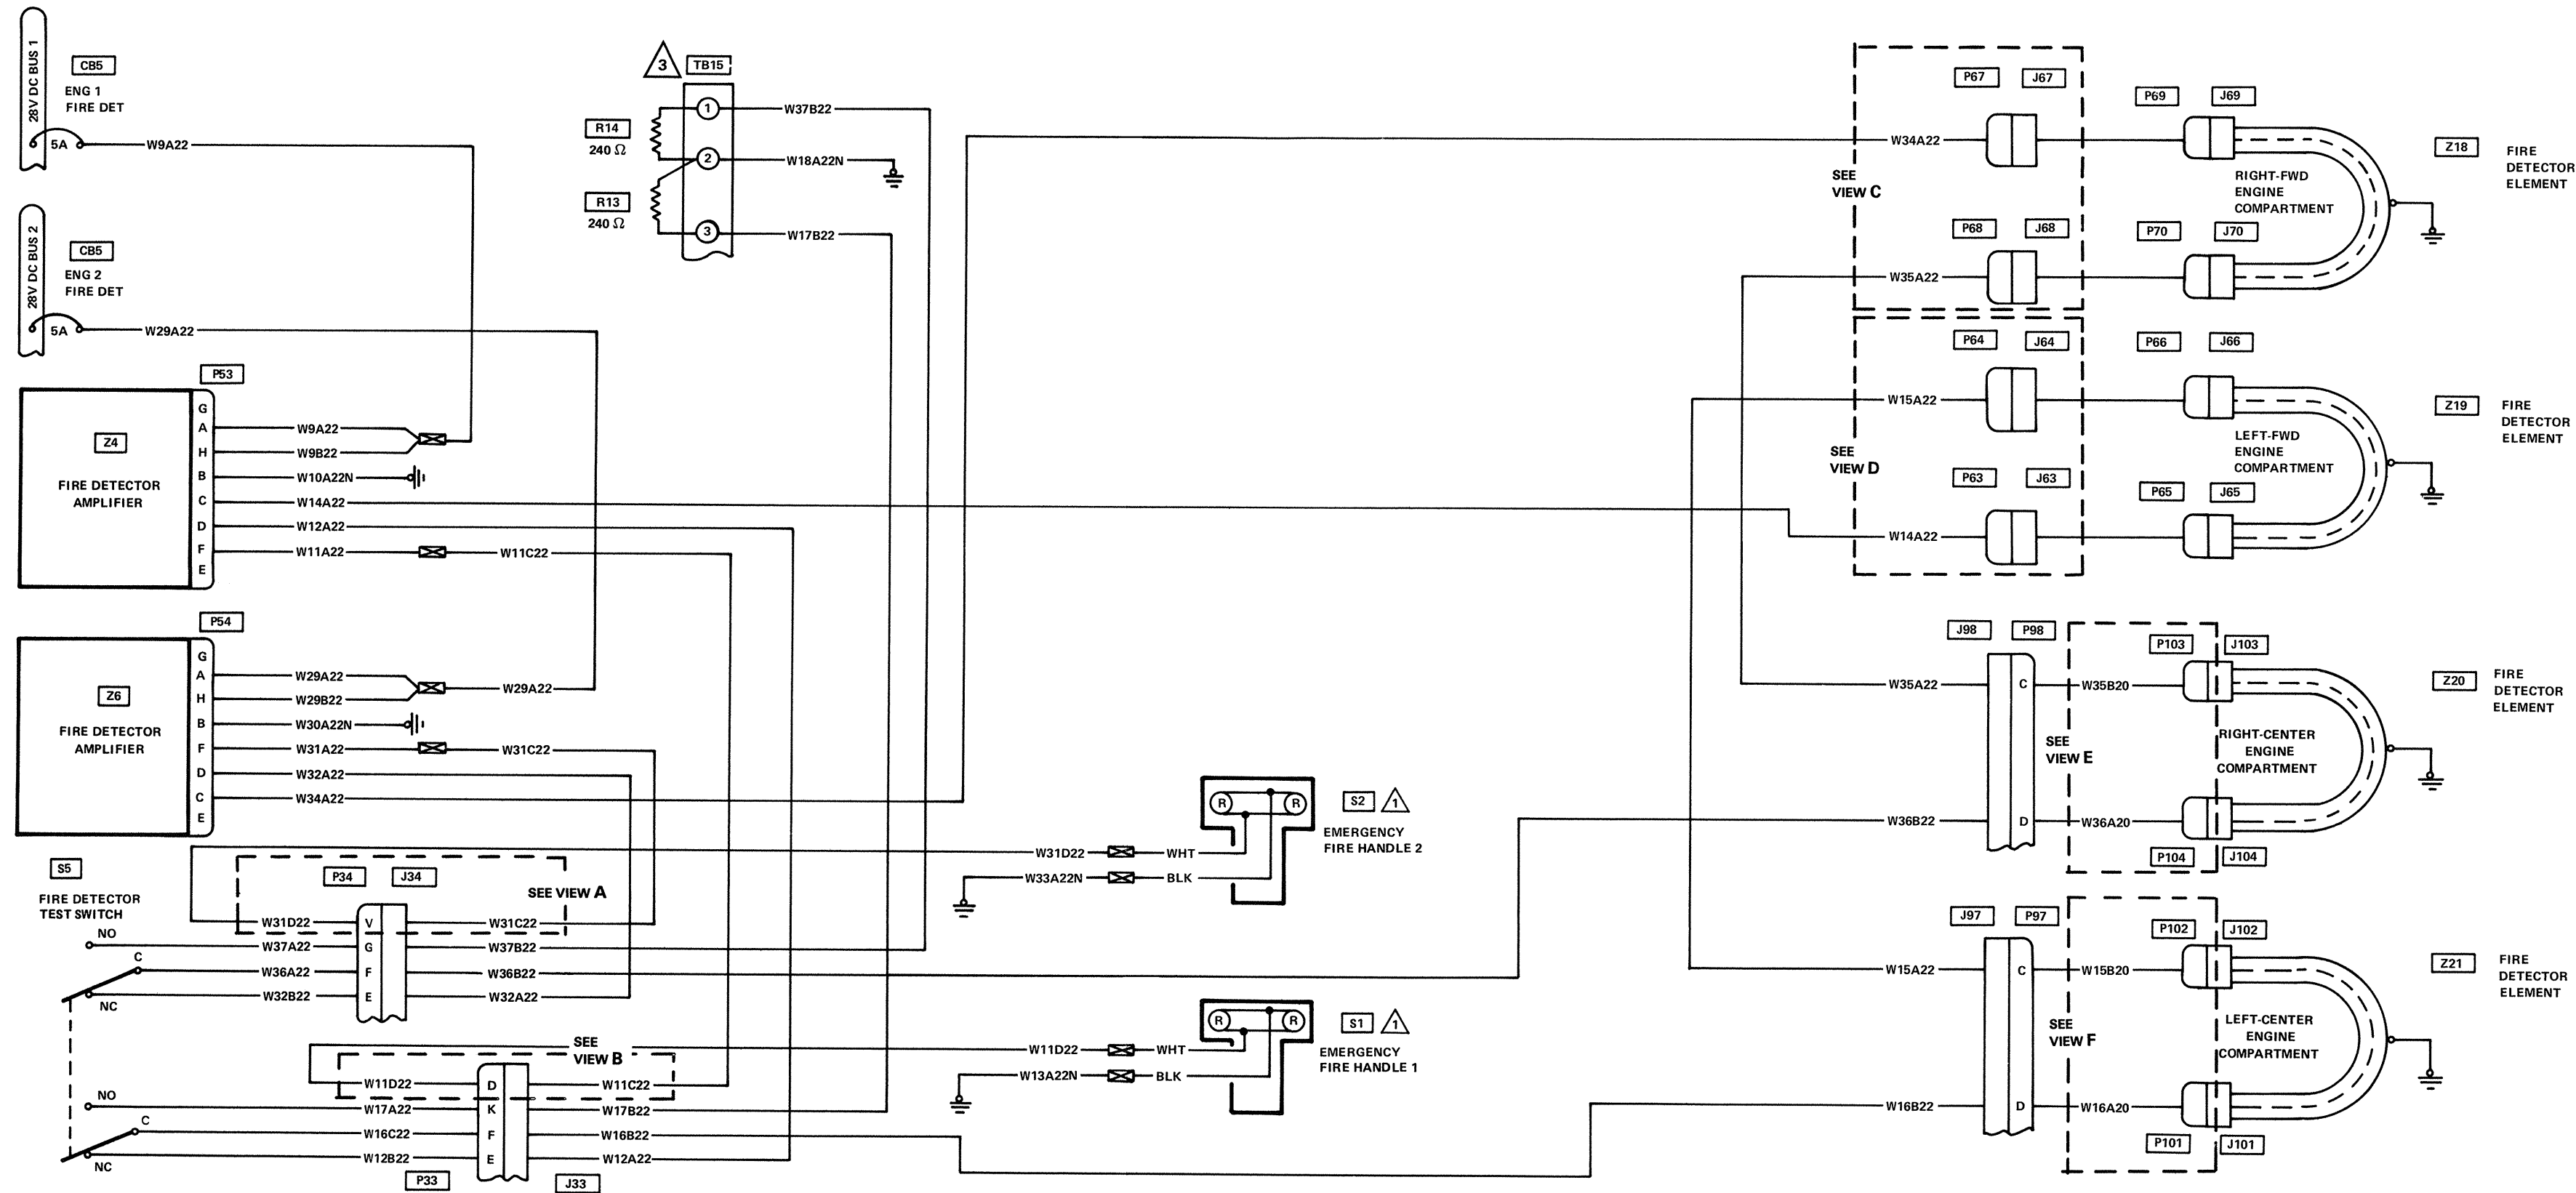 28V DC BUS 1
CB5
ENG 1
FIRE DET
5A
W9A22
28V DC BUS 2
CB5
ENG 2
FIRE DET
5A
W29A22
3
TB15
R14
240 Ω
R13
240 Ω
1
2
3
W37B22
W18A22N
W17B22
P53
Z4
FIRE DETECTOR
AMPLIFIER
G
A
H
B
C
D
F
E
W9A22
W9B22
W10A22N
W14A22
W12A22
W11A22
W11C22
P54
Z6
FIRE DETECTOR
AMPLIFIER
G
A
H
B
F
D
C
E
W29A22
W29A22
W29B22
W30A22N
W31A22
W31C22
W32A22
W34A22
S5
FIRE DETECTOR
TEST SWITCH
P34
J34
SEE VIEW A
W31D22
V
W31C22
NO
W37A22
G
W37B22
C
W36A22
F
W36B22
NC
W32B22
E
W32A22
SEE
VIEW B
W11D22
D
W11C22
NO
W17A22
K
W17B22
C
W16C22
F
W16B22
NC
W12B22
E
W12A22
P33
J33
R
R
S2
1
EMERGENCY
FIRE HANDLE 2
W31D22
WHT
W33A22N
BLK
R
R
S1
1
EMERGENCY
FIRE HANDLE 1
W11D22
WHT
W13A22N
BLK
SEE
VIEW C
P67
J67
P69
J69
W34A22
RIGHT-FWD
ENGINE
COMPARTMENT
Z18
FIRE
DETECTOR
ELEMENT
P68
J68
P70
J70
W35A22
SEE
VIEW D
P64
J64
P66
J66
W15A22
LEFT-FWD
ENGINE
COMPARTMENT
Z19
FIRE
DETECTOR
ELEMENT
P63
J63
P65
J65
W14A22
J98
P98
P103
J103
W35A22
C
W35B20
SEE
VIEW E
RIGHT-CENTER
ENGINE
COMPARTMENT
Z20
FIRE
DETECTOR
ELEMENT
W36B22
D
W36A20
P104
J104
J97
P97
P102
J102
W15A22
C
W15B20
SEE
VIEW F
LEFT-CENTER
ENGINE
COMPARTMENT
Z21
FIRE
DETECTOR
ELEMENT
W16B22
D
W16A20
P101
J101